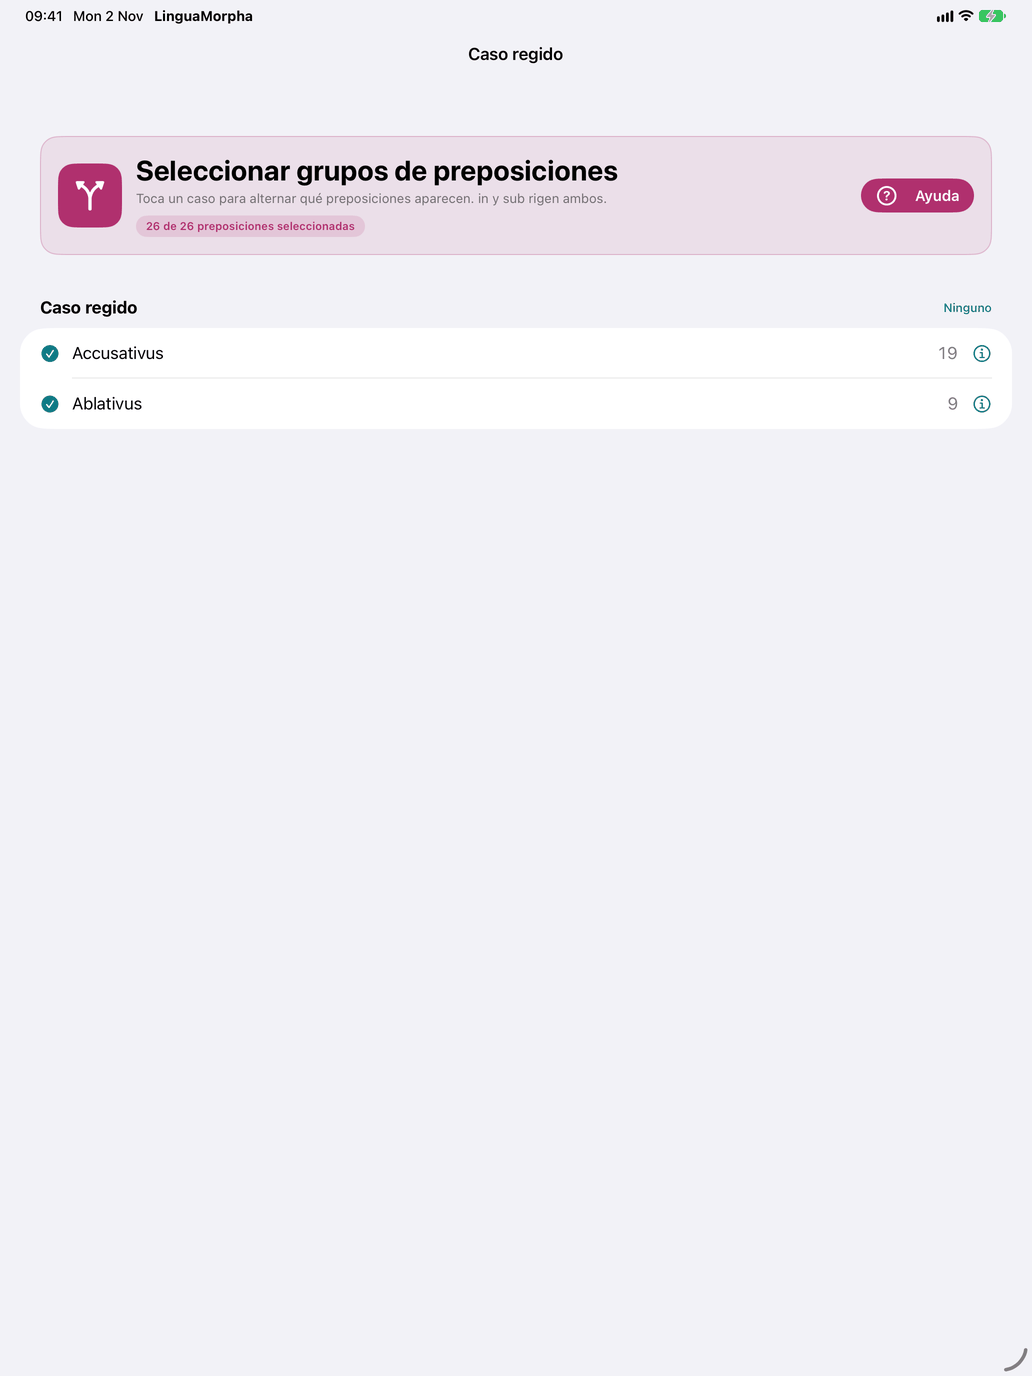 09:41 Mon 2 Nov LinguaMorpha
Caso regido
Seleccionar grupos de preposiciones
Toca un caso para alternar qué preposiciones aparecen. in y sub rigen ambos.
26 de 26 preposiciones seleccionadas
Ayuda
Caso regido
Ninguno
Accusativus 19
Ablativus 9